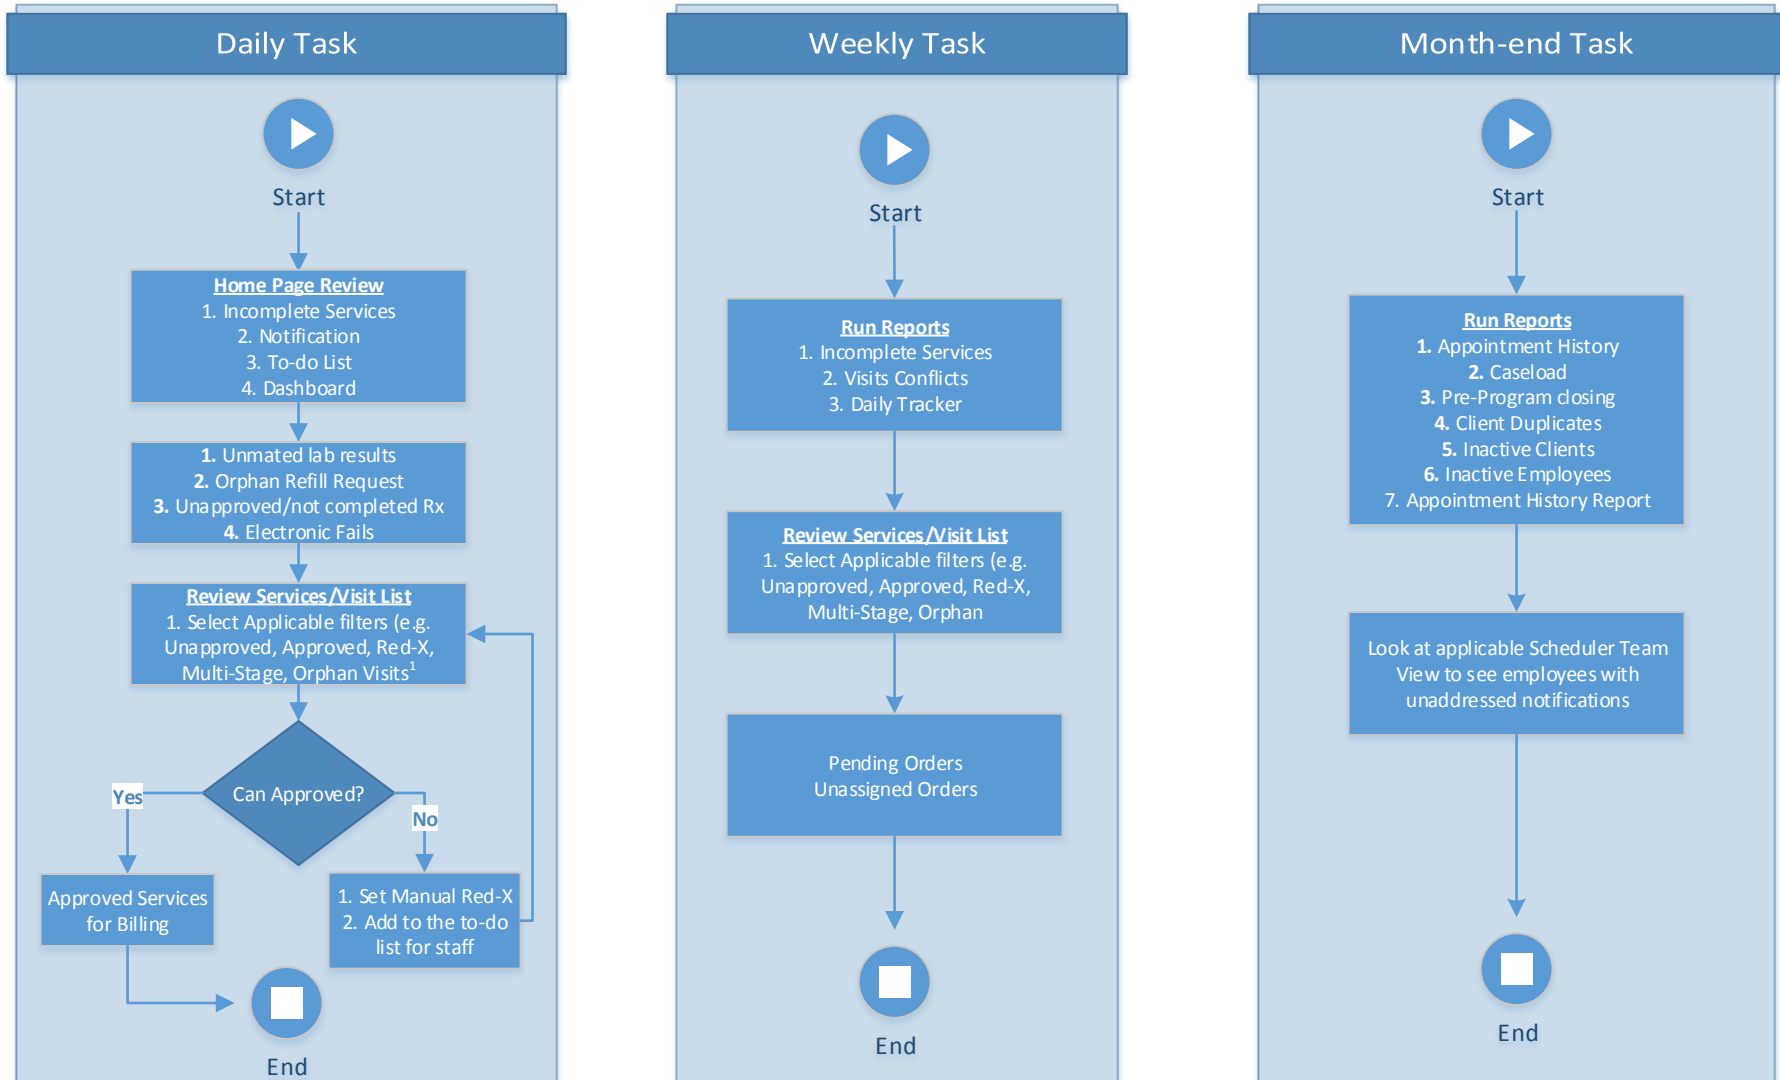 Daily Task
Start
Home Page Review
1. Incomplete Services
2. Notification
3. To-do List
4. Dashboard
1. Unmated lab results
2. Orphan Refill Request
3. Unapproved/not completed Rx
4. Electronic Fails
Review Services/Visit List
1. Select Applicable filters (e.g.
Unapproved, Approved, Red-X,
Multi-Stage, Orphan Visits¹
Can Approved?
Yes
No
Approved Services
for Billing
1. Set Manual Red-X
2. Add to the to-do
list for staff
End
Weekly Task
Start
Run Reports
1. Incomplete Services
2. Visits Conflicts
3. Daily Tracker
Review Services/Visit List
1. Select Applicable filters (e.g.
Unapproved, Approved, Red-X,
Multi-Stage, Orphan
Pending Orders
Unassigned Orders
End
Month-end Task
Start
Run Reports
1. Appointment History
2. Caseload
3. Pre-Program closing
4. Client Duplicates
5. Inactive Clients
6. Inactive Employees
7. Appointment History Report
Look at applicable Scheduler Team
View to see employees with
unaddressed notifications
End